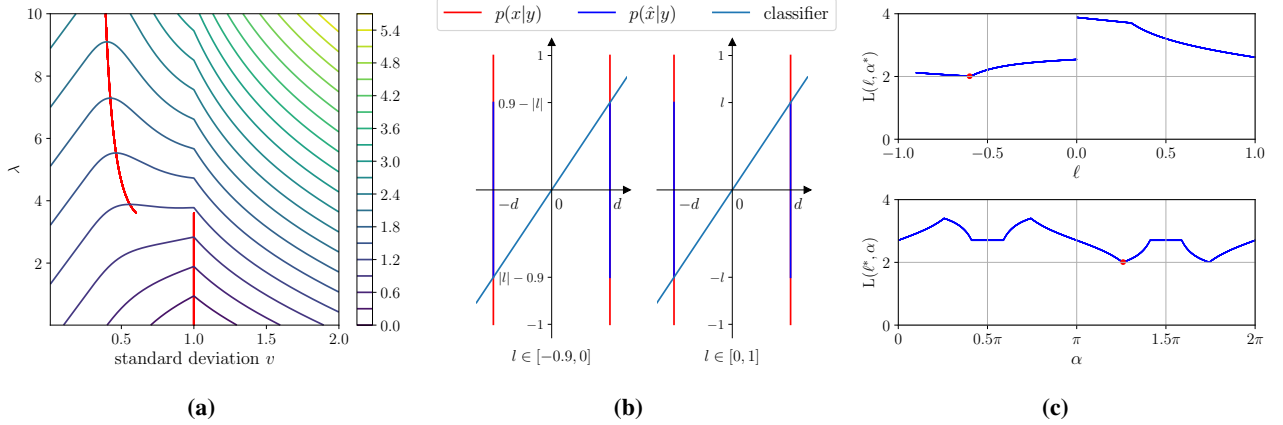 10
8
6
4
2
λ
0.5
1.0
1.5
2.0
standard deviation v
5.4
4.8
4.2
3.6
3.0
2.4
1.8
1.2
0.6
0.0
(a)
p(x|y)
p(x̂|y)
classifier
1
0.9 − |l|
−d
0
d
|l| − 0.9
−1
l ∈ [−0.9, 0]
1
l
−d
0
d
−l
−1
l ∈ [0, 1]
(b)
4
2
0
L(ℓ, α*)
−1.0
−0.5
0.0
0.5
1.0
ℓ
4
2
0
L(ℓ*, α)
0
0.5π
π
1.5π
2π
α
(c)